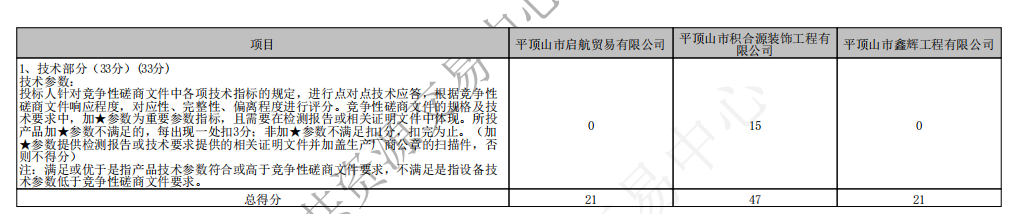 项目 平顶山市启航贸易有限公司 平顶山市积合源装饰工程有限公司 平顶山市鑫辉工程有限公司
1、技术部分（33分）(33分)
技术参数：
投标人针对竞争性磋商文件中各项技术指标的规定，进行点对点技术应答，根据竞争性
磋商文件响应程度，对应性、完整性、偏离程度进行评分。竞争性磋商文件的规格及技
术要求中，加★参数为重要参数指标，且需要在检测报告或相关证明文件中体现。所投
产品加★参数不满足的，每出现一处扣3分；非加★参数不满足扣1分，扣完为止。（加
★参数提供检测报告或技术要求提供的相关证明文件并加盖生产厂商公章的扫描件，否
则不得分）
注：满足或优于是指产品技术参数符合或高于竞争性磋商文件要求，不满足是指设备技
术参数低于竞争性磋商文件要求。
0 15 0
总得分 21 47 21
共资源交易中心
易中心